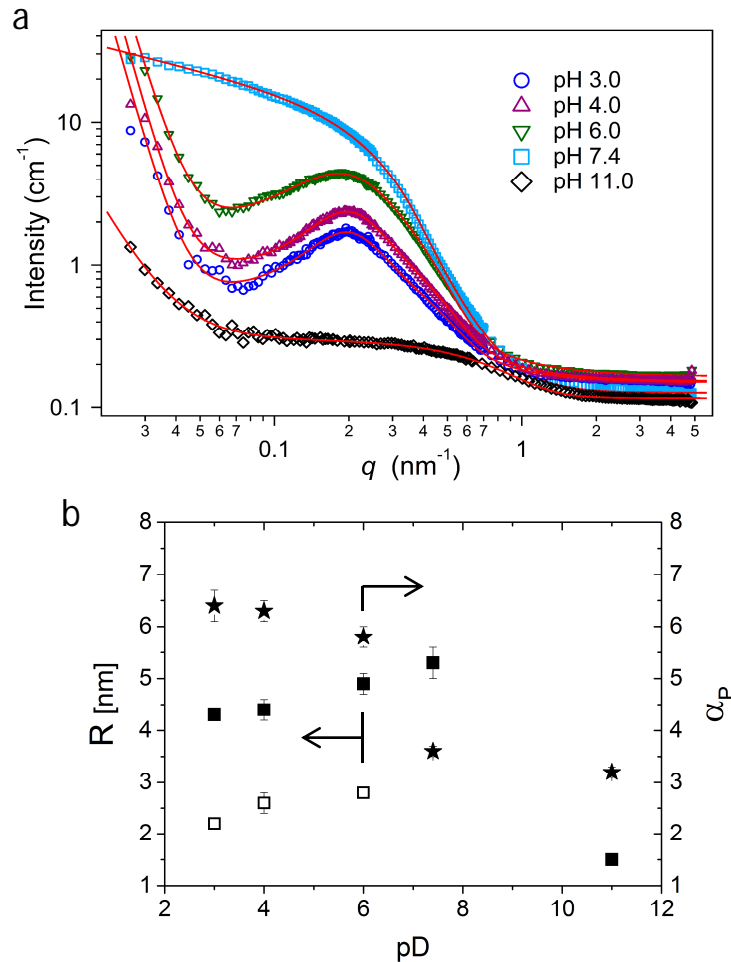 a
10
1
0.1
Intensity (cm⁻¹)
pH 3.0
pH 4.0
pH 6.0
pH 7.4
pH 11.0
3 4 5 6 7 2 3 4 5 6 7 2 3 4 5
0.1 1
q (nm⁻¹)
b
8 8
7 7
6 6
5 5
4 4
3 3
2 2
1 1
R [nm]
αP
2 4 6 8 10 12
pD